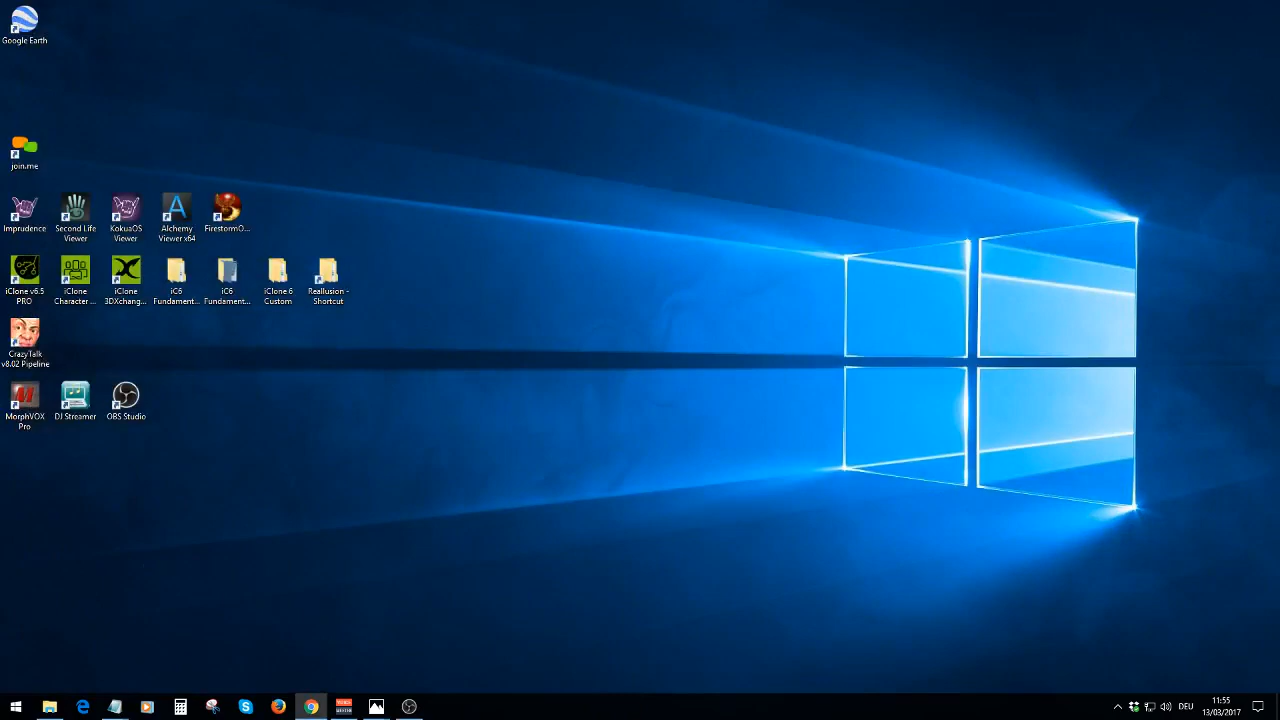 Google Earth
join.me
Imprudence
Second Life
Viewer
KokuaOS
Viewer
Alchemy
Viewer x64
FirestormO...
iClone v6.5
PRO
iClone
Character ...
iClone
3DXchang...
iC6
Fundament...
iC6
Fundament...
iClone 6
Custom
Reallusion -
Shortcut
CrazyTalk
v8.02 Pipeline
MorphVOX
Pro
DJ Streamer
OBS Studio
DEU
11:55
13/03/2017